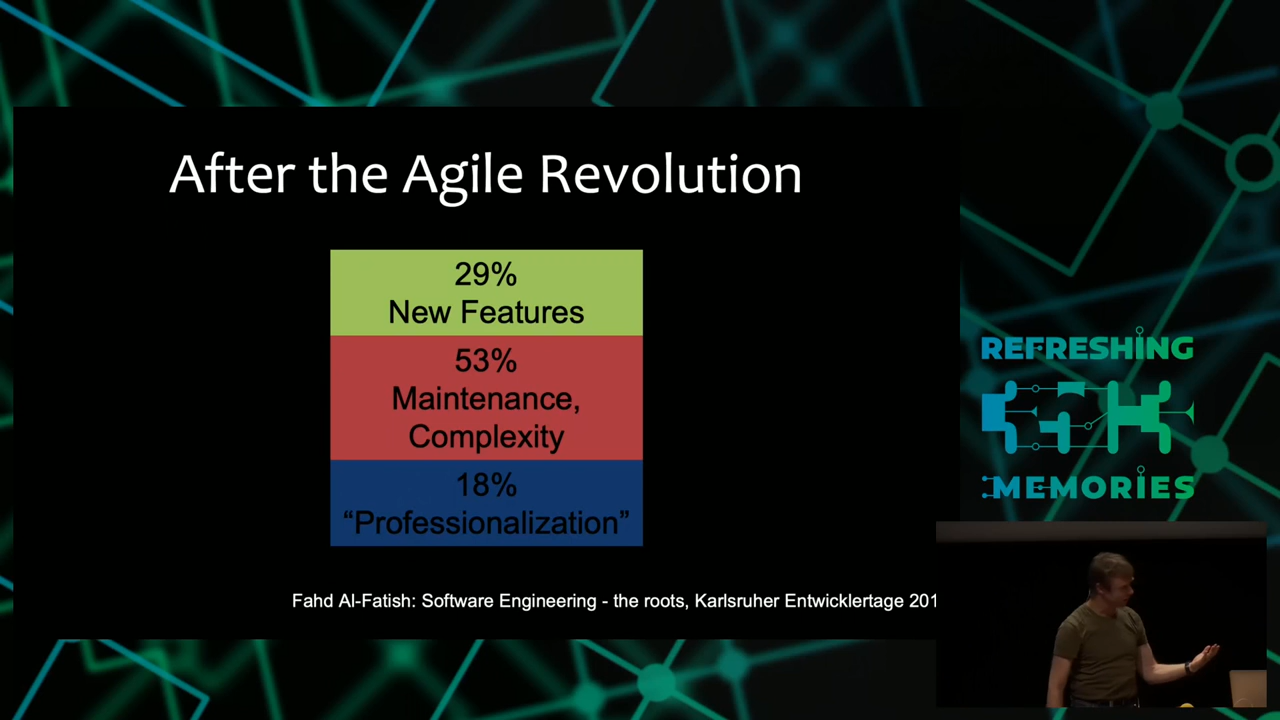 After the Agile Revolution
29%
New Features
53%
Maintenance,
Complexity
18%
“Professionalization”
Fahd Al-Fatish: Software Engineering - the roots, Karlsruher Entwicklertage 201
REFRESHING
GPN
MEMORIES